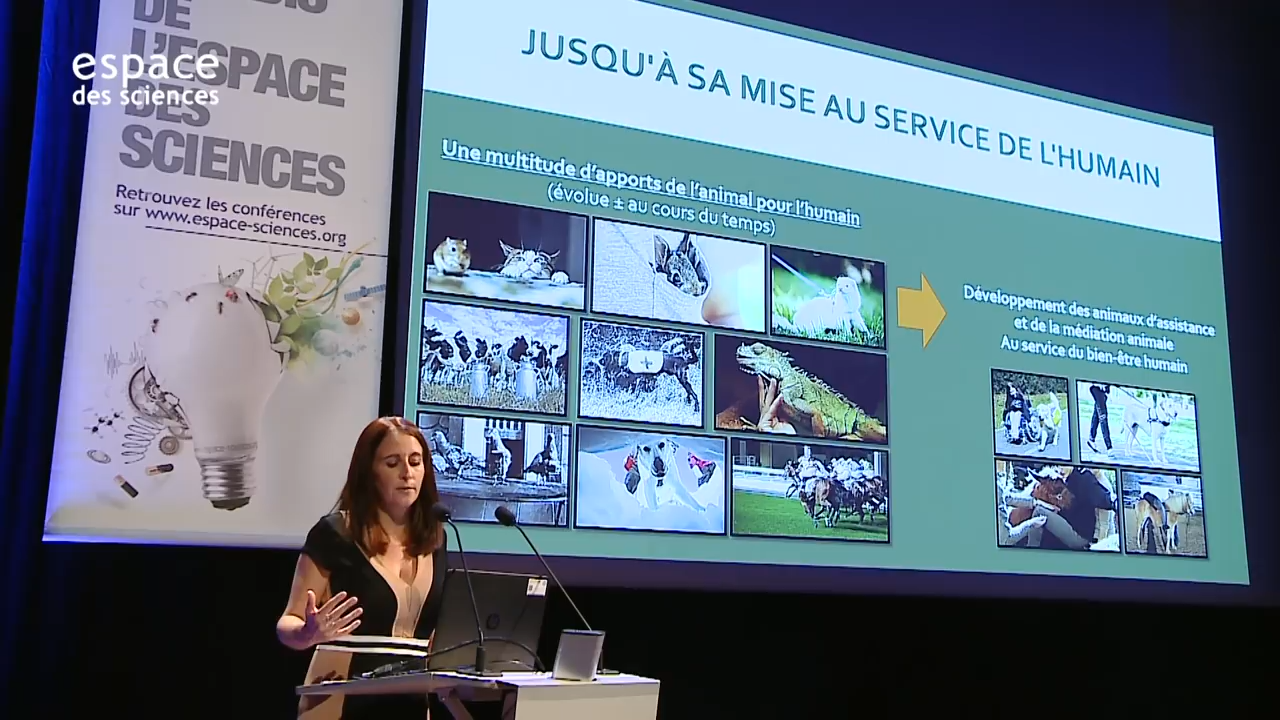 DE
L'ESPACE
DES
SCIENCES
Retrouvez les conférences
sur www.espace-sciences.org
espace
des sciences
JUSQU'À SA MISE AU SERVICE DE L'HUMAIN
Une multitude d'apports de l'animal pour l'humain
(évolue ± au cours du temps)
Développement des animaux d'assistance
et de la médiation animale
Au service du bien-être humain